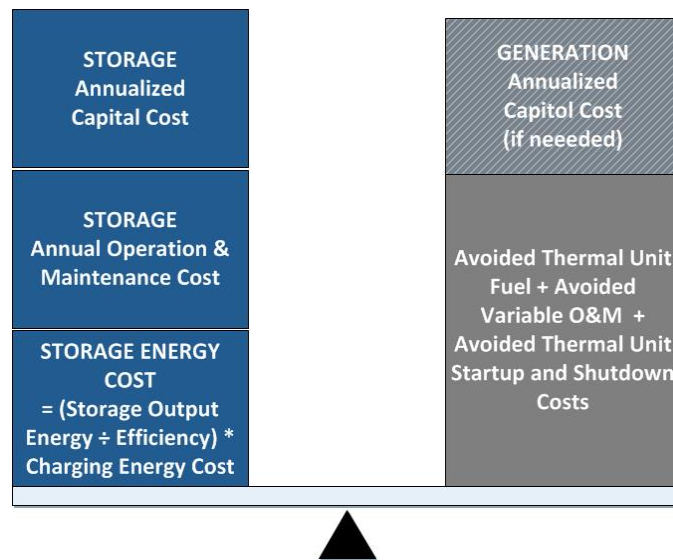 STORAGE
Annualized
Capital Cost
STORAGE
Annual Operation &
Maintenance Cost
STORAGE ENERGY
COST
= (Storage Output
Energy ÷ Efficiency) *
Charging Energy Cost
GENERATION
Annualized
Capitol Cost
(if neeeded)
Avoided Thermal Unit
Fuel + Avoided
Variable O&M +
Avoided Thermal Unit
Startup and Shutdown
Costs